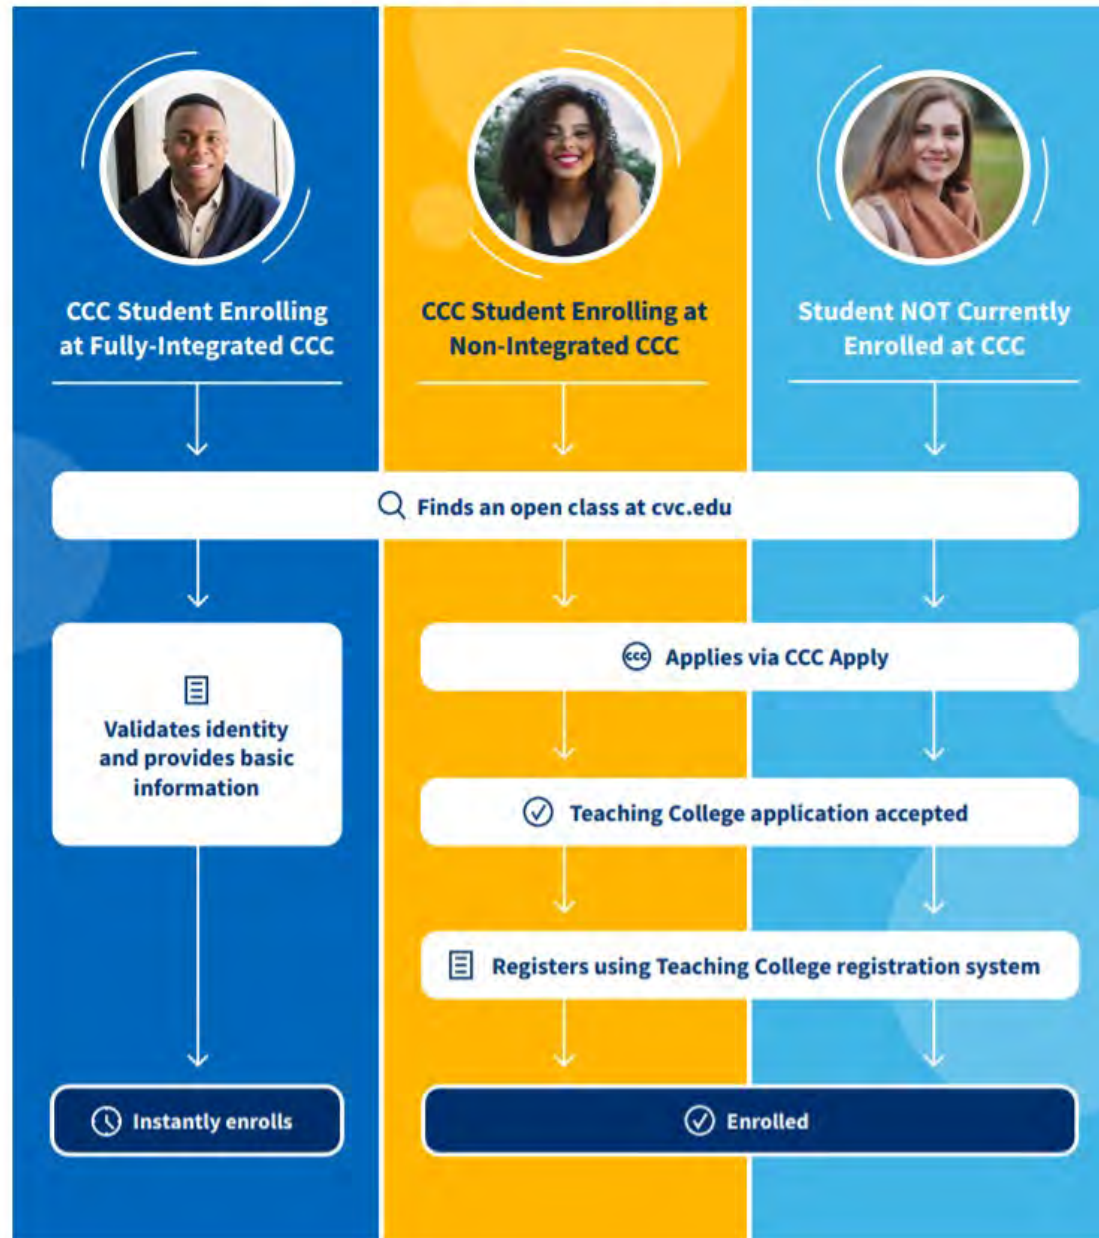 CCC Student Enrolling
at Fully-Integrated CCC
CCC Student Enrolling at
Non-Integrated CCC
Student NOT Currently
Enrolled at CCC
Finds an open class at cvc.edu
Validates identity
and provides basic
information
ccc Applies via CCC Apply
Teaching College application accepted
Registers using Teaching College registration system
Instantly enrolls
Enrolled